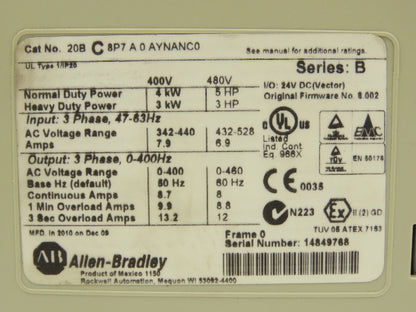 Cat No. 20B C 8P7 A 0 AYNANC0
See manual for additional ratings.
UL Type 1/IP20
Series: B
400V 480V
Normal Duty Power 4 kW 5 HP
Heavy Duty Power 3 kW 3 HP
I/O: 24V DC(Vector)
Original Firmware No. 8.002
Input: 3 Phase, 47-63Hz
AC Voltage Range 342-440 432-528
Amps 7.9 6.9
Output: 3 Phase, 0-400Hz
AC Voltage Range 0-400 0-460
Base Hz (default) 60 Hz 60 Hz
Continuous Amps 8.7 8
1 Min Overload Amps 9.9 8.8
3 Sec Overload Amps 13.2 12
UL
Listed
Ind. Cont.
Eq. 966X
EMC
TÜV
EN 50178
CE 0035
N223
Ex II (2) GD
TUV 05 ATEX 7153
MFD. in 2010 on Dec 09
Frame 0
Serial Number: 14849768
AB Allen-Bradley
Product of Mexico 1150
Rockwell Automation, Mequon WI 53092-4400